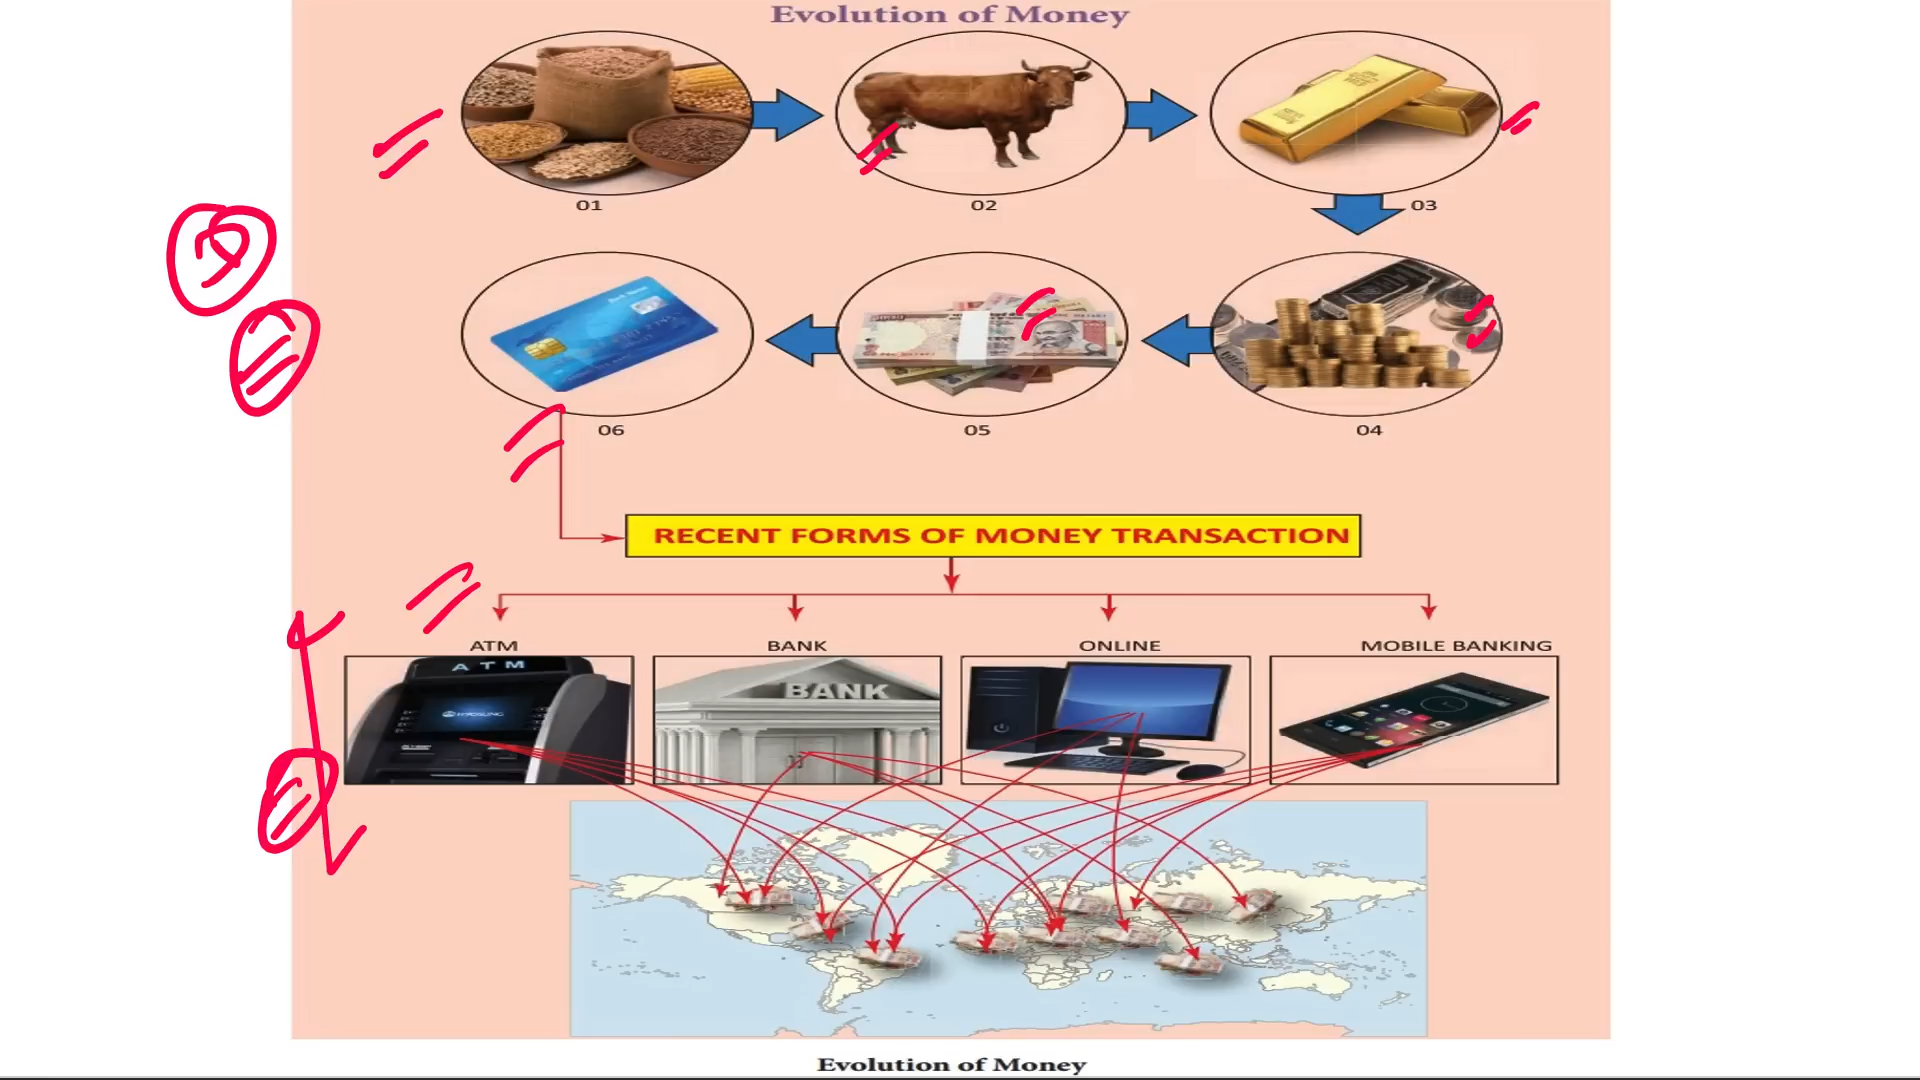 Evolution of Money
01
02
03
06
05
04
RECENT FORMS OF MONEY TRANSACTION
ATM
BANK
ONLINE
MOBILE BANKING
ATM
BANK
Evolution of Money